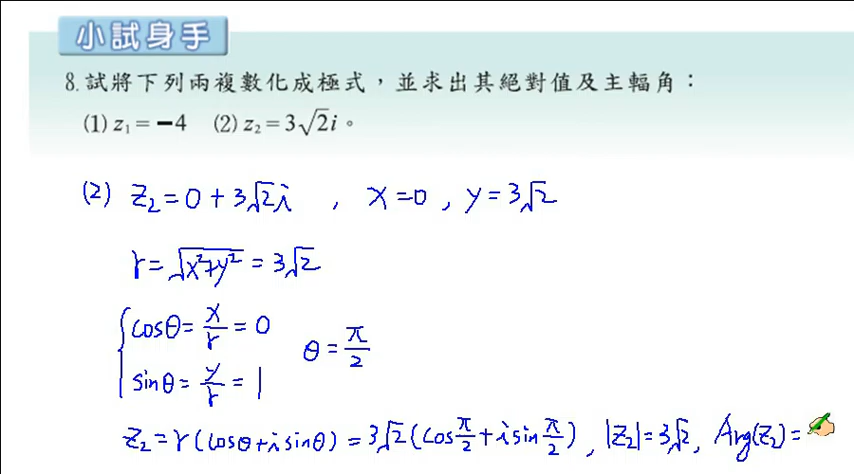 小試身手
8. 試將下列兩複數化成極式，並求出其絕對值及主輻角：
(1) z₁ = −4 (2) z₂ = 3√2i。
(2) Z₂ = 0 + 3√2i , x = 0 , y = 3√2
r = √(x²+y²) = 3√2
cosθ = x/r = 0
θ = π/2
sinθ = y/r = 1
Z₂ = r(cosθ + i sinθ) = 3√2(cos π/2 + i sin π/2) , |Z₂| = 3√2, Arg(Z₂) =